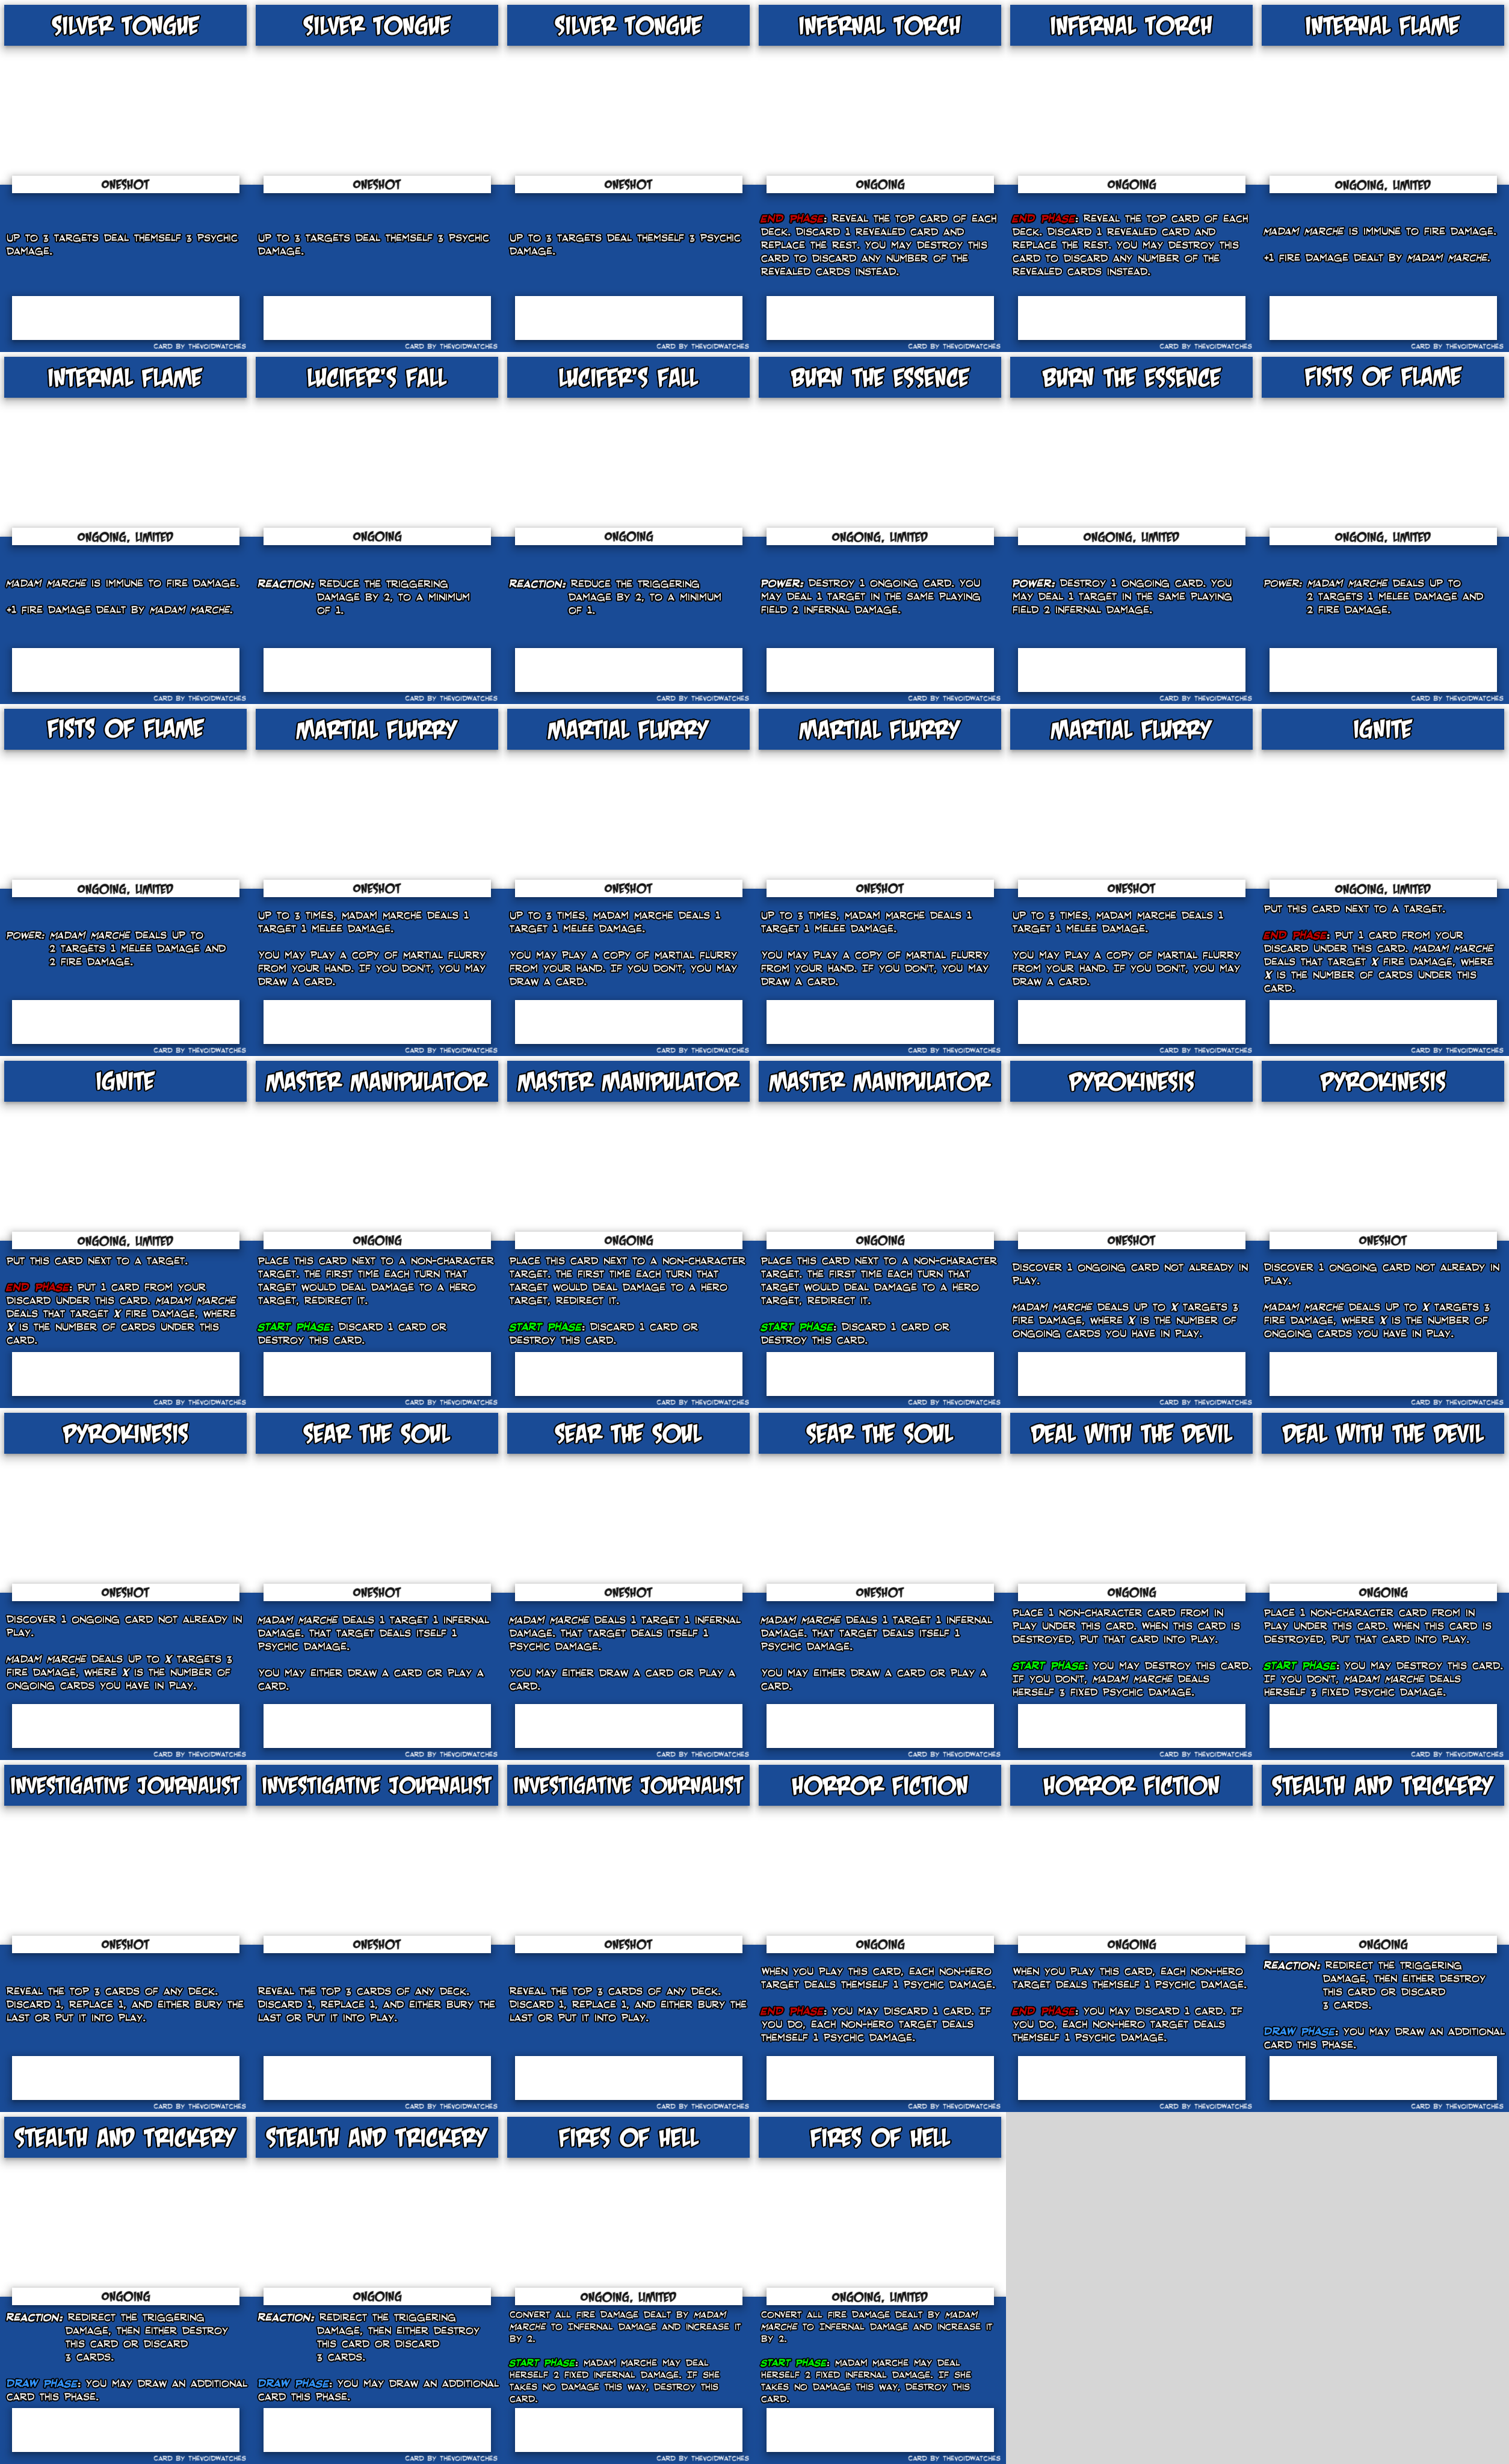 SILVER TONGUE
ONESHOT
UP TO 3 TARGETS DEAL THEMSELF 3 PSYCHIC
DAMAGE.
CARD BY THEVOIDWATCHES
SILVER TONGUE
ONESHOT
UP TO 3 TARGETS DEAL THEMSELF 3 PSYCHIC
DAMAGE.
CARD BY THEVOIDWATCHES
SILVER TONGUE
ONESHOT
UP TO 3 TARGETS DEAL THEMSELF 3 PSYCHIC
DAMAGE.
CARD BY THEVOIDWATCHES
INFERNAL TORCH
ONGOING
END PHASE: REVEAL THE TOP CARD OF EACH
DECK. DISCARD 1 REVEALED CARD AND
REPLACE THE REST. YOU MAY DESTROY THIS
CARD TO DISCARD ANY NUMBER OF THE
REVEALED CARDS INSTEAD.
CARD BY THEVOIDWATCHES
INFERNAL TORCH
ONGOING
END PHASE: REVEAL THE TOP CARD OF EACH
DECK. DISCARD 1 REVEALED CARD AND
REPLACE THE REST. YOU MAY DESTROY THIS
CARD TO DISCARD ANY NUMBER OF THE
REVEALED CARDS INSTEAD.
CARD BY THEVOIDWATCHES
INTERNAL FLAME
ONGOING, LIMITED
MADAM MARCHE IS IMMUNE TO FIRE DAMAGE.
+1 FIRE DAMAGE DEALT BY MADAM MARCHE.
CARD BY THEVOIDWATCHES
INTERNAL FLAME
ONGOING, LIMITED
MADAM MARCHE IS IMMUNE TO FIRE DAMAGE.
+1 FIRE DAMAGE DEALT BY MADAM MARCHE.
CARD BY THEVOIDWATCHES
LUCIFER'S FALL
ONGOING
REACTION: REDUCE THE TRIGGERING
DAMAGE BY 2, TO A MINIMUM
OF 1.
CARD BY THEVOIDWATCHES
LUCIFER'S FALL
ONGOING
REACTION: REDUCE THE TRIGGERING
DAMAGE BY 2, TO A MINIMUM
OF 1.
CARD BY THEVOIDWATCHES
BURN THE ESSENCE
ONGOING, LIMITED
POWER: DESTROY 1 ONGOING CARD. YOU
MAY DEAL 1 TARGET IN THE SAME PLAYING
FIELD 2 INFERNAL DAMAGE.
CARD BY THEVOIDWATCHES
BURN THE ESSENCE
ONGOING, LIMITED
POWER: DESTROY 1 ONGOING CARD. YOU
MAY DEAL 1 TARGET IN THE SAME PLAYING
FIELD 2 INFERNAL DAMAGE.
CARD BY THEVOIDWATCHES
FISTS OF FLAME
ONGOING, LIMITED
POWER: MADAM MARCHE DEALS UP TO
2 TARGETS 1 MELEE DAMAGE AND
2 FIRE DAMAGE.
CARD BY THEVOIDWATCHES
FISTS OF FLAME
ONGOING, LIMITED
POWER: MADAM MARCHE DEALS UP TO
2 TARGETS 1 MELEE DAMAGE AND
2 FIRE DAMAGE.
CARD BY THEVOIDWATCHES
MARTIAL FLURRY
ONESHOT
UP TO 3 TIMES, MADAM MARCHE DEALS 1
TARGET 1 MELEE DAMAGE.
YOU MAY PLAY A COPY OF MARTIAL FLURRY
FROM YOUR HAND. IF YOU DON'T, YOU MAY
DRAW A CARD.
CARD BY THEVOIDWATCHES
MARTIAL FLURRY
ONESHOT
UP TO 3 TIMES, MADAM MARCHE DEALS 1
TARGET 1 MELEE DAMAGE.
YOU MAY PLAY A COPY OF MARTIAL FLURRY
FROM YOUR HAND. IF YOU DON'T, YOU MAY
DRAW A CARD.
CARD BY THEVOIDWATCHES
MARTIAL FLURRY
ONESHOT
UP TO 3 TIMES, MADAM MARCHE DEALS 1
TARGET 1 MELEE DAMAGE.
YOU MAY PLAY A COPY OF MARTIAL FLURRY
FROM YOUR HAND. IF YOU DON'T, YOU MAY
DRAW A CARD.
CARD BY THEVOIDWATCHES
MARTIAL FLURRY
ONESHOT
UP TO 3 TIMES, MADAM MARCHE DEALS 1
TARGET 1 MELEE DAMAGE.
YOU MAY PLAY A COPY OF MARTIAL FLURRY
FROM YOUR HAND. IF YOU DON'T, YOU MAY
DRAW A CARD.
CARD BY THEVOIDWATCHES
IGNITE
ONGOING, LIMITED
PUT THIS CARD NEXT TO A TARGET.
END PHASE: PUT 1 CARD FROM YOUR
DISCARD UNDER THIS CARD. MADAM MARCHE
DEALS THAT TARGET X FIRE DAMAGE, WHERE
X IS THE NUMBER OF CARDS UNDER THIS
CARD.
CARD BY THEVOIDWATCHES
IGNITE
ONGOING, LIMITED
PUT THIS CARD NEXT TO A TARGET.
END PHASE: PUT 1 CARD FROM YOUR
DISCARD UNDER THIS CARD. MADAM MARCHE
DEALS THAT TARGET X FIRE DAMAGE, WHERE
X IS THE NUMBER OF CARDS UNDER THIS
CARD.
CARD BY THEVOIDWATCHES
MASTER MANIPULATOR
ONGOING
PLACE THIS CARD NEXT TO A NON-CHARACTER
TARGET. THE FIRST TIME EACH TURN THAT
TARGET WOULD DEAL DAMAGE TO A HERO
TARGET, REDIRECT IT.
START PHASE: DISCARD 1 CARD OR
DESTROY THIS CARD.
CARD BY THEVOIDWATCHES
MASTER MANIPULATOR
ONGOING
PLACE THIS CARD NEXT TO A NON-CHARACTER
TARGET. THE FIRST TIME EACH TURN THAT
TARGET WOULD DEAL DAMAGE TO A HERO
TARGET, REDIRECT IT.
START PHASE: DISCARD 1 CARD OR
DESTROY THIS CARD.
CARD BY THEVOIDWATCHES
MASTER MANIPULATOR
ONGOING
PLACE THIS CARD NEXT TO A NON-CHARACTER
TARGET. THE FIRST TIME EACH TURN THAT
TARGET WOULD DEAL DAMAGE TO A HERO
TARGET, REDIRECT IT.
START PHASE: DISCARD 1 CARD OR
DESTROY THIS CARD.
CARD BY THEVOIDWATCHES
PYROKINESIS
ONESHOT
DISCOVER 1 ONGOING CARD NOT ALREADY IN
PLAY.
MADAM MARCHE DEALS UP TO X TARGETS 3
FIRE DAMAGE, WHERE X IS THE NUMBER OF
ONGOING CARDS YOU HAVE IN PLAY.
CARD BY THEVOIDWATCHES
PYROKINESIS
ONESHOT
DISCOVER 1 ONGOING CARD NOT ALREADY IN
PLAY.
MADAM MARCHE DEALS UP TO X TARGETS 3
FIRE DAMAGE, WHERE X IS THE NUMBER OF
ONGOING CARDS YOU HAVE IN PLAY.
CARD BY THEVOIDWATCHES
PYROKINESIS
ONESHOT
DISCOVER 1 ONGOING CARD NOT ALREADY IN
PLAY.
MADAM MARCHE DEALS UP TO X TARGETS 3
FIRE DAMAGE, WHERE X IS THE NUMBER OF
ONGOING CARDS YOU HAVE IN PLAY.
CARD BY THEVOIDWATCHES
SEAR THE SOUL
ONESHOT
MADAM MARCHE DEALS 1 TARGET 1 INFERNAL
DAMAGE. THAT TARGET DEALS ITSELF 1
PSYCHIC DAMAGE.
YOU MAY EITHER DRAW A CARD OR PLAY A
CARD.
CARD BY THEVOIDWATCHES
SEAR THE SOUL
ONESHOT
MADAM MARCHE DEALS 1 TARGET 1 INFERNAL
DAMAGE. THAT TARGET DEALS ITSELF 1
PSYCHIC DAMAGE.
YOU MAY EITHER DRAW A CARD OR PLAY A
CARD.
CARD BY THEVOIDWATCHES
SEAR THE SOUL
ONESHOT
MADAM MARCHE DEALS 1 TARGET 1 INFERNAL
DAMAGE. THAT TARGET DEALS ITSELF 1
PSYCHIC DAMAGE.
YOU MAY EITHER DRAW A CARD OR PLAY A
CARD.
CARD BY THEVOIDWATCHES
DEAL WITH THE DEVIL
ONGOING
PLACE 1 NON-CHARACTER CARD FROM IN
PLAY UNDER THIS CARD. WHEN THIS CARD IS
DESTROYED, PUT THAT CARD INTO PLAY.
START PHASE: YOU MAY DESTROY THIS CARD.
IF YOU DON'T, MADAM MARCHE DEALS
HERSELF 3 FIXED PSYCHIC DAMAGE.
CARD BY THEVOIDWATCHES
DEAL WITH THE DEVIL
ONGOING
PLACE 1 NON-CHARACTER CARD FROM IN
PLAY UNDER THIS CARD. WHEN THIS CARD IS
DESTROYED, PUT THAT CARD INTO PLAY.
START PHASE: YOU MAY DESTROY THIS CARD.
IF YOU DON'T, MADAM MARCHE DEALS
HERSELF 3 FIXED PSYCHIC DAMAGE.
CARD BY THEVOIDWATCHES
INVESTIGATIVE JOURNALIST
ONESHOT
REVEAL THE TOP 3 CARDS OF ANY DECK.
DISCARD 1, REPLACE 1, AND EITHER BURY THE
LAST OR PUT IT INTO PLAY.
CARD BY THEVOIDWATCHES
INVESTIGATIVE JOURNALIST
ONESHOT
REVEAL THE TOP 3 CARDS OF ANY DECK.
DISCARD 1, REPLACE 1, AND EITHER BURY THE
LAST OR PUT IT INTO PLAY.
CARD BY THEVOIDWATCHES
INVESTIGATIVE JOURNALIST
ONESHOT
REVEAL THE TOP 3 CARDS OF ANY DECK.
DISCARD 1, REPLACE 1, AND EITHER BURY THE
LAST OR PUT IT INTO PLAY.
CARD BY THEVOIDWATCHES
HORROR FICTION
ONGOING
WHEN YOU PLAY THIS CARD, EACH NON-HERO
TARGET DEALS THEMSELF 1 PSYCHIC DAMAGE.
END PHASE: YOU MAY DISCARD 1 CARD. IF
YOU DO, EACH NON-HERO TARGET DEALS
THEMSELF 1 PSYCHIC DAMAGE.
CARD BY THEVOIDWATCHES
HORROR FICTION
ONGOING
WHEN YOU PLAY THIS CARD, EACH NON-HERO
TARGET DEALS THEMSELF 1 PSYCHIC DAMAGE.
END PHASE: YOU MAY DISCARD 1 CARD. IF
YOU DO, EACH NON-HERO TARGET DEALS
THEMSELF 1 PSYCHIC DAMAGE.
CARD BY THEVOIDWATCHES
STEALTH AND TRICKERY
ONGOING
REACTION: REDIRECT THE TRIGGERING
DAMAGE, THEN EITHER DESTROY
THIS CARD OR DISCARD
3 CARDS.
DRAW PHASE: YOU MAY DRAW AN ADDITIONAL
CARD THIS PHASE.
CARD BY THEVOIDWATCHES
STEALTH AND TRICKERY
ONGOING
REACTION: REDIRECT THE TRIGGERING
DAMAGE, THEN EITHER DESTROY
THIS CARD OR DISCARD
3 CARDS.
DRAW PHASE: YOU MAY DRAW AN ADDITIONAL
CARD THIS PHASE.
CARD BY THEVOIDWATCHES
STEALTH AND TRICKERY
ONGOING
REACTION: REDIRECT THE TRIGGERING
DAMAGE, THEN EITHER DESTROY
THIS CARD OR DISCARD
3 CARDS.
DRAW PHASE: YOU MAY DRAW AN ADDITIONAL
CARD THIS PHASE.
CARD BY THEVOIDWATCHES
FIRES OF HELL
ONGOING, LIMITED
CONVERT ALL FIRE DAMAGE DEALT BY MADAM
MARCHE TO INFERNAL DAMAGE AND INCREASE IT
BY 2.
START PHASE: MADAM MARCHE MAY DEAL
HERSELF 2 FIXED INFERNAL DAMAGE. IF SHE
TAKES NO DAMAGE THIS WAY, DESTROY THIS
CARD.
CARD BY THEVOIDWATCHES
FIRES OF HELL
ONGOING, LIMITED
CONVERT ALL FIRE DAMAGE DEALT BY MADAM
MARCHE TO INFERNAL DAMAGE AND INCREASE IT
BY 2.
START PHASE: MADAM MARCHE MAY DEAL
HERSELF 2 FIXED INFERNAL DAMAGE. IF SHE
TAKES NO DAMAGE THIS WAY, DESTROY THIS
CARD.
CARD BY THEVOIDWATCHES